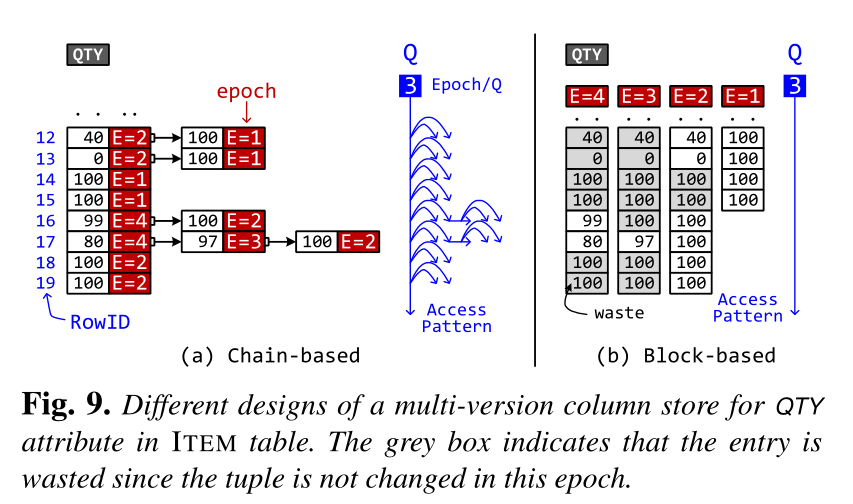 QTY
epoch
. . . .
12 40 E=2 100 E=1
13 0 E=2 100 E=1
14 100 E=1
15 100 E=1
16 99 E=4 100 E=2
17 80 E=4 97 E=3 100 E=2
18 100 E=2
19 100 E=2
RowID
Q
3 Epoch/Q
Access
Pattern
(a) Chain-based
QTY
E=4 E=3 E=2 E=1
. . . . . . . .
40 40 40 100
0 0 0 100
100 100 100 100
100 100 100 100
99 100 100
80 97 100
100 100 100
100 100 100
waste
Q
3
Access
Pattern
(b) Block-based
Fig. 9. Different designs of a multi-version column store for QTY
attribute in ITEM table. The grey box indicates that the entry is
wasted since the tuple is not changed in this epoch.